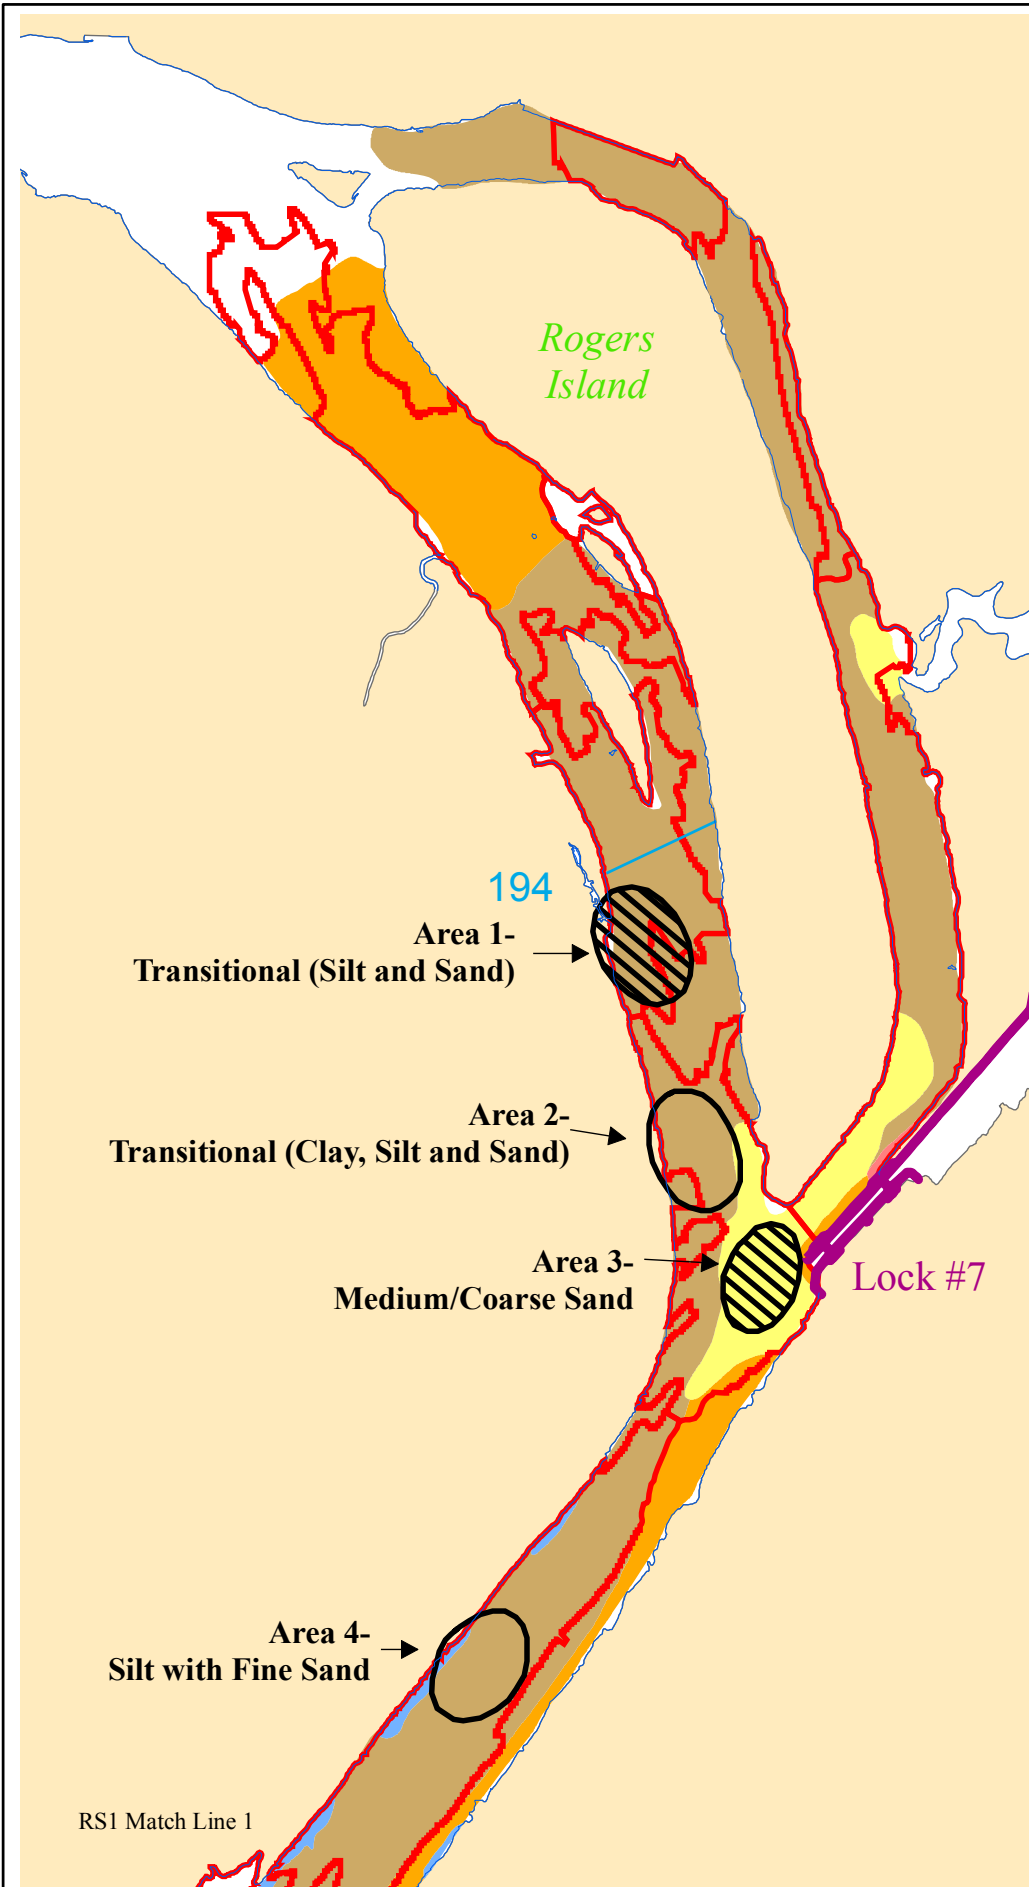 Rogers
Island
194
Area 1-
Transitional (Silt and Sand)
Area 2-
Transitional (Clay, Silt and Sand)
Area 3-
Medium/Coarse Sand
Lock #7
Area 4-
Silt with Fine Sand
RS1 Match Line 1